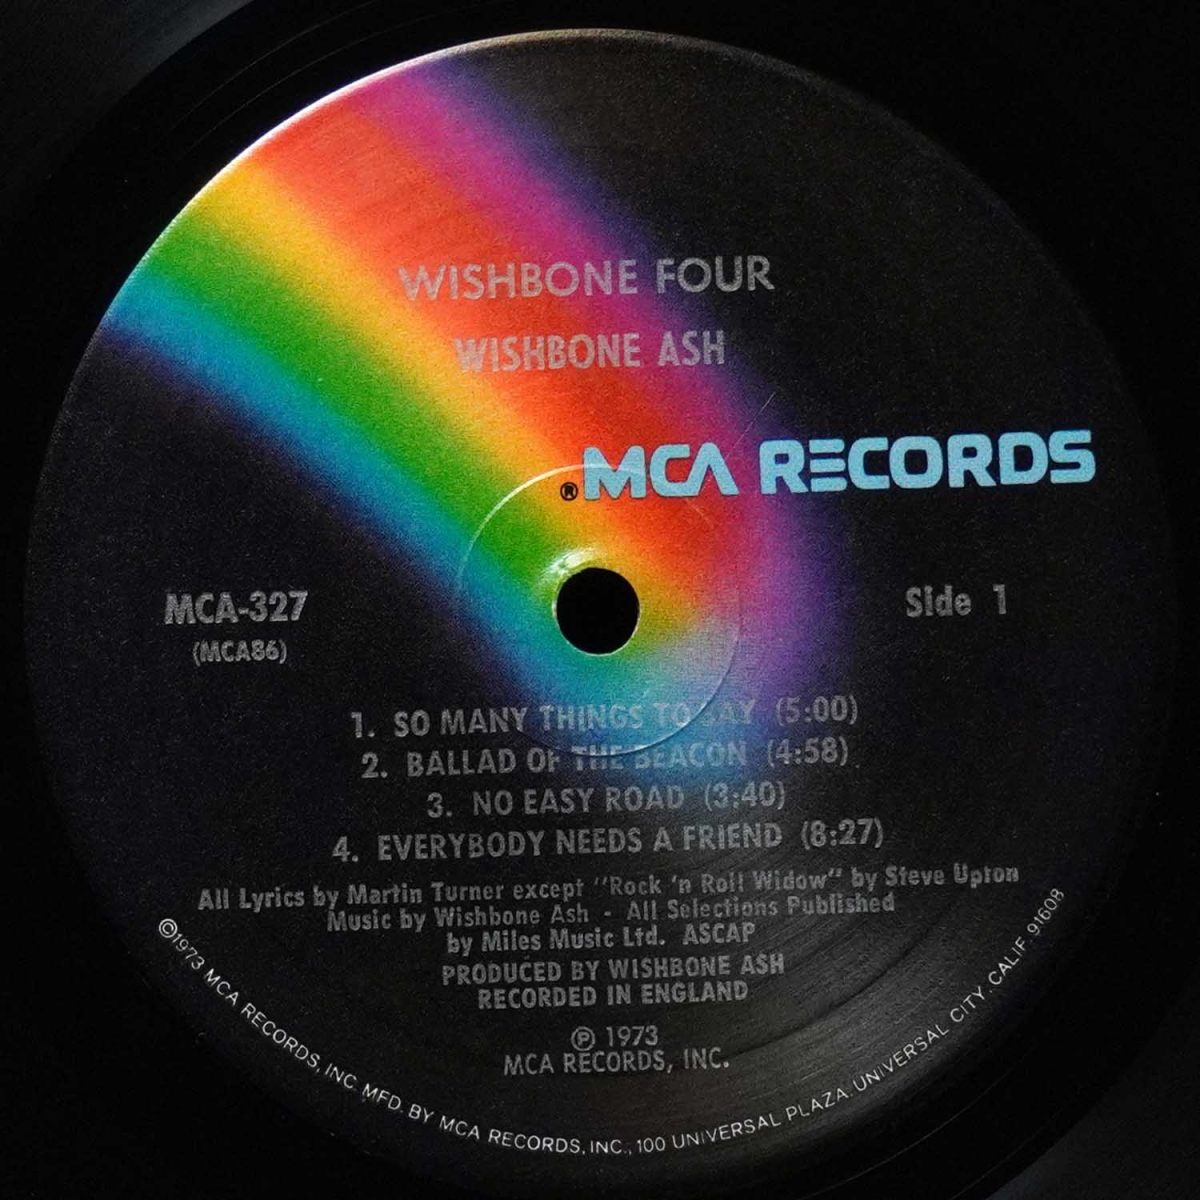 WISHBONE FOUR
WISHBONE ASH
® MCA RECORDS
MCA-327
(MCA86)
Side 1
1. SO MANY THINGS TO SAY (5:00)
2. BALLAD OF THE BEACON (4:58)
3. NO EASY ROAD (3:40)
4. EVERYBODY NEEDS A FRIEND (8:27)
All Lyrics by Martin Turner except "Rock 'n Roll Widow" by Steve Upton
Music by Wishbone Ash - All Selections Published
by Miles Music Ltd. ASCAP
PRODUCED BY WISHBONE ASH
RECORDED IN ENGLAND
℗ 1973
MCA RECORDS, INC.
©1973 MCA RECORDS, INC. MFD. BY MCA RECORDS, INC., 100 UNIVERSAL PLAZA. UNIVERSAL CITY. CALIF. 91608